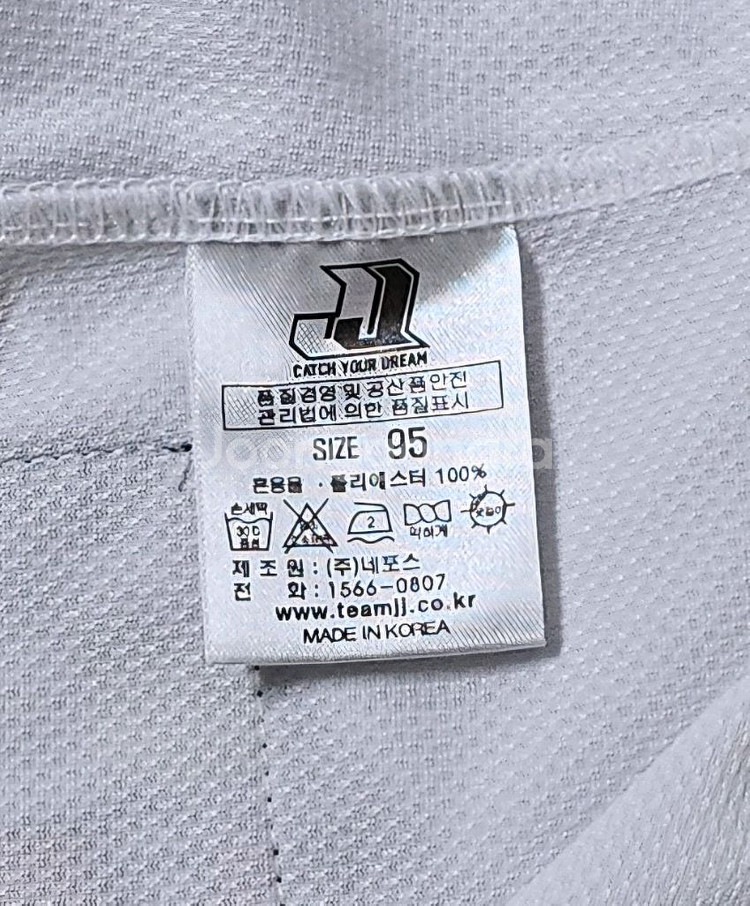 CATCH YOUR DREAM
품질경영 및 공산품안전
관리법에 의한 품질표시
SIZE 95
혼용율 · 폴리에스터 100%
손세탁
30℃
중성
2
약하게
옷걸이
제 조 원 : (주)네포스
전 화 : 1566-0807
www.teamjj.co.kr
MADE IN KOREA